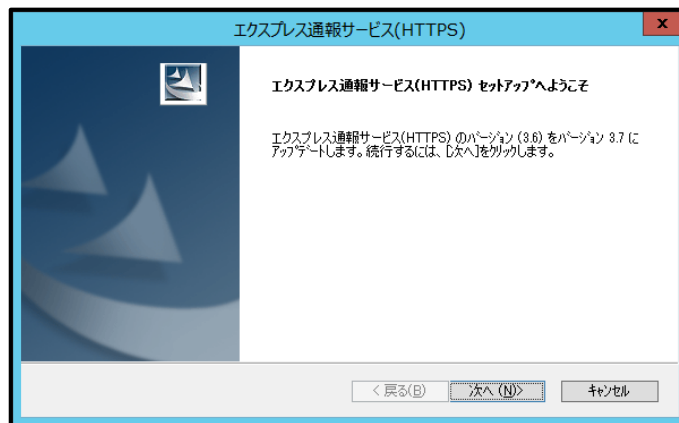 エクスプレス通報サービス(HTTPS)
x
エクスプレス通報サービス(HTTPS) セットアップへようこそ
エクスプレス通報サービス(HTTPS) のバージョン (3.6) をバージョン 3.7 に
アップデートします。続行するには、[次へ]をクリックします。
< 戻る(B)
次へ (N)>
キャンセル